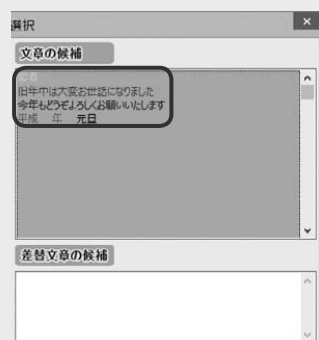 選択
文章の候補
旧年中は大変お世話になりました
今年もどうぞよろしくお願いいたします
平成 年 元日
差替文章の候補